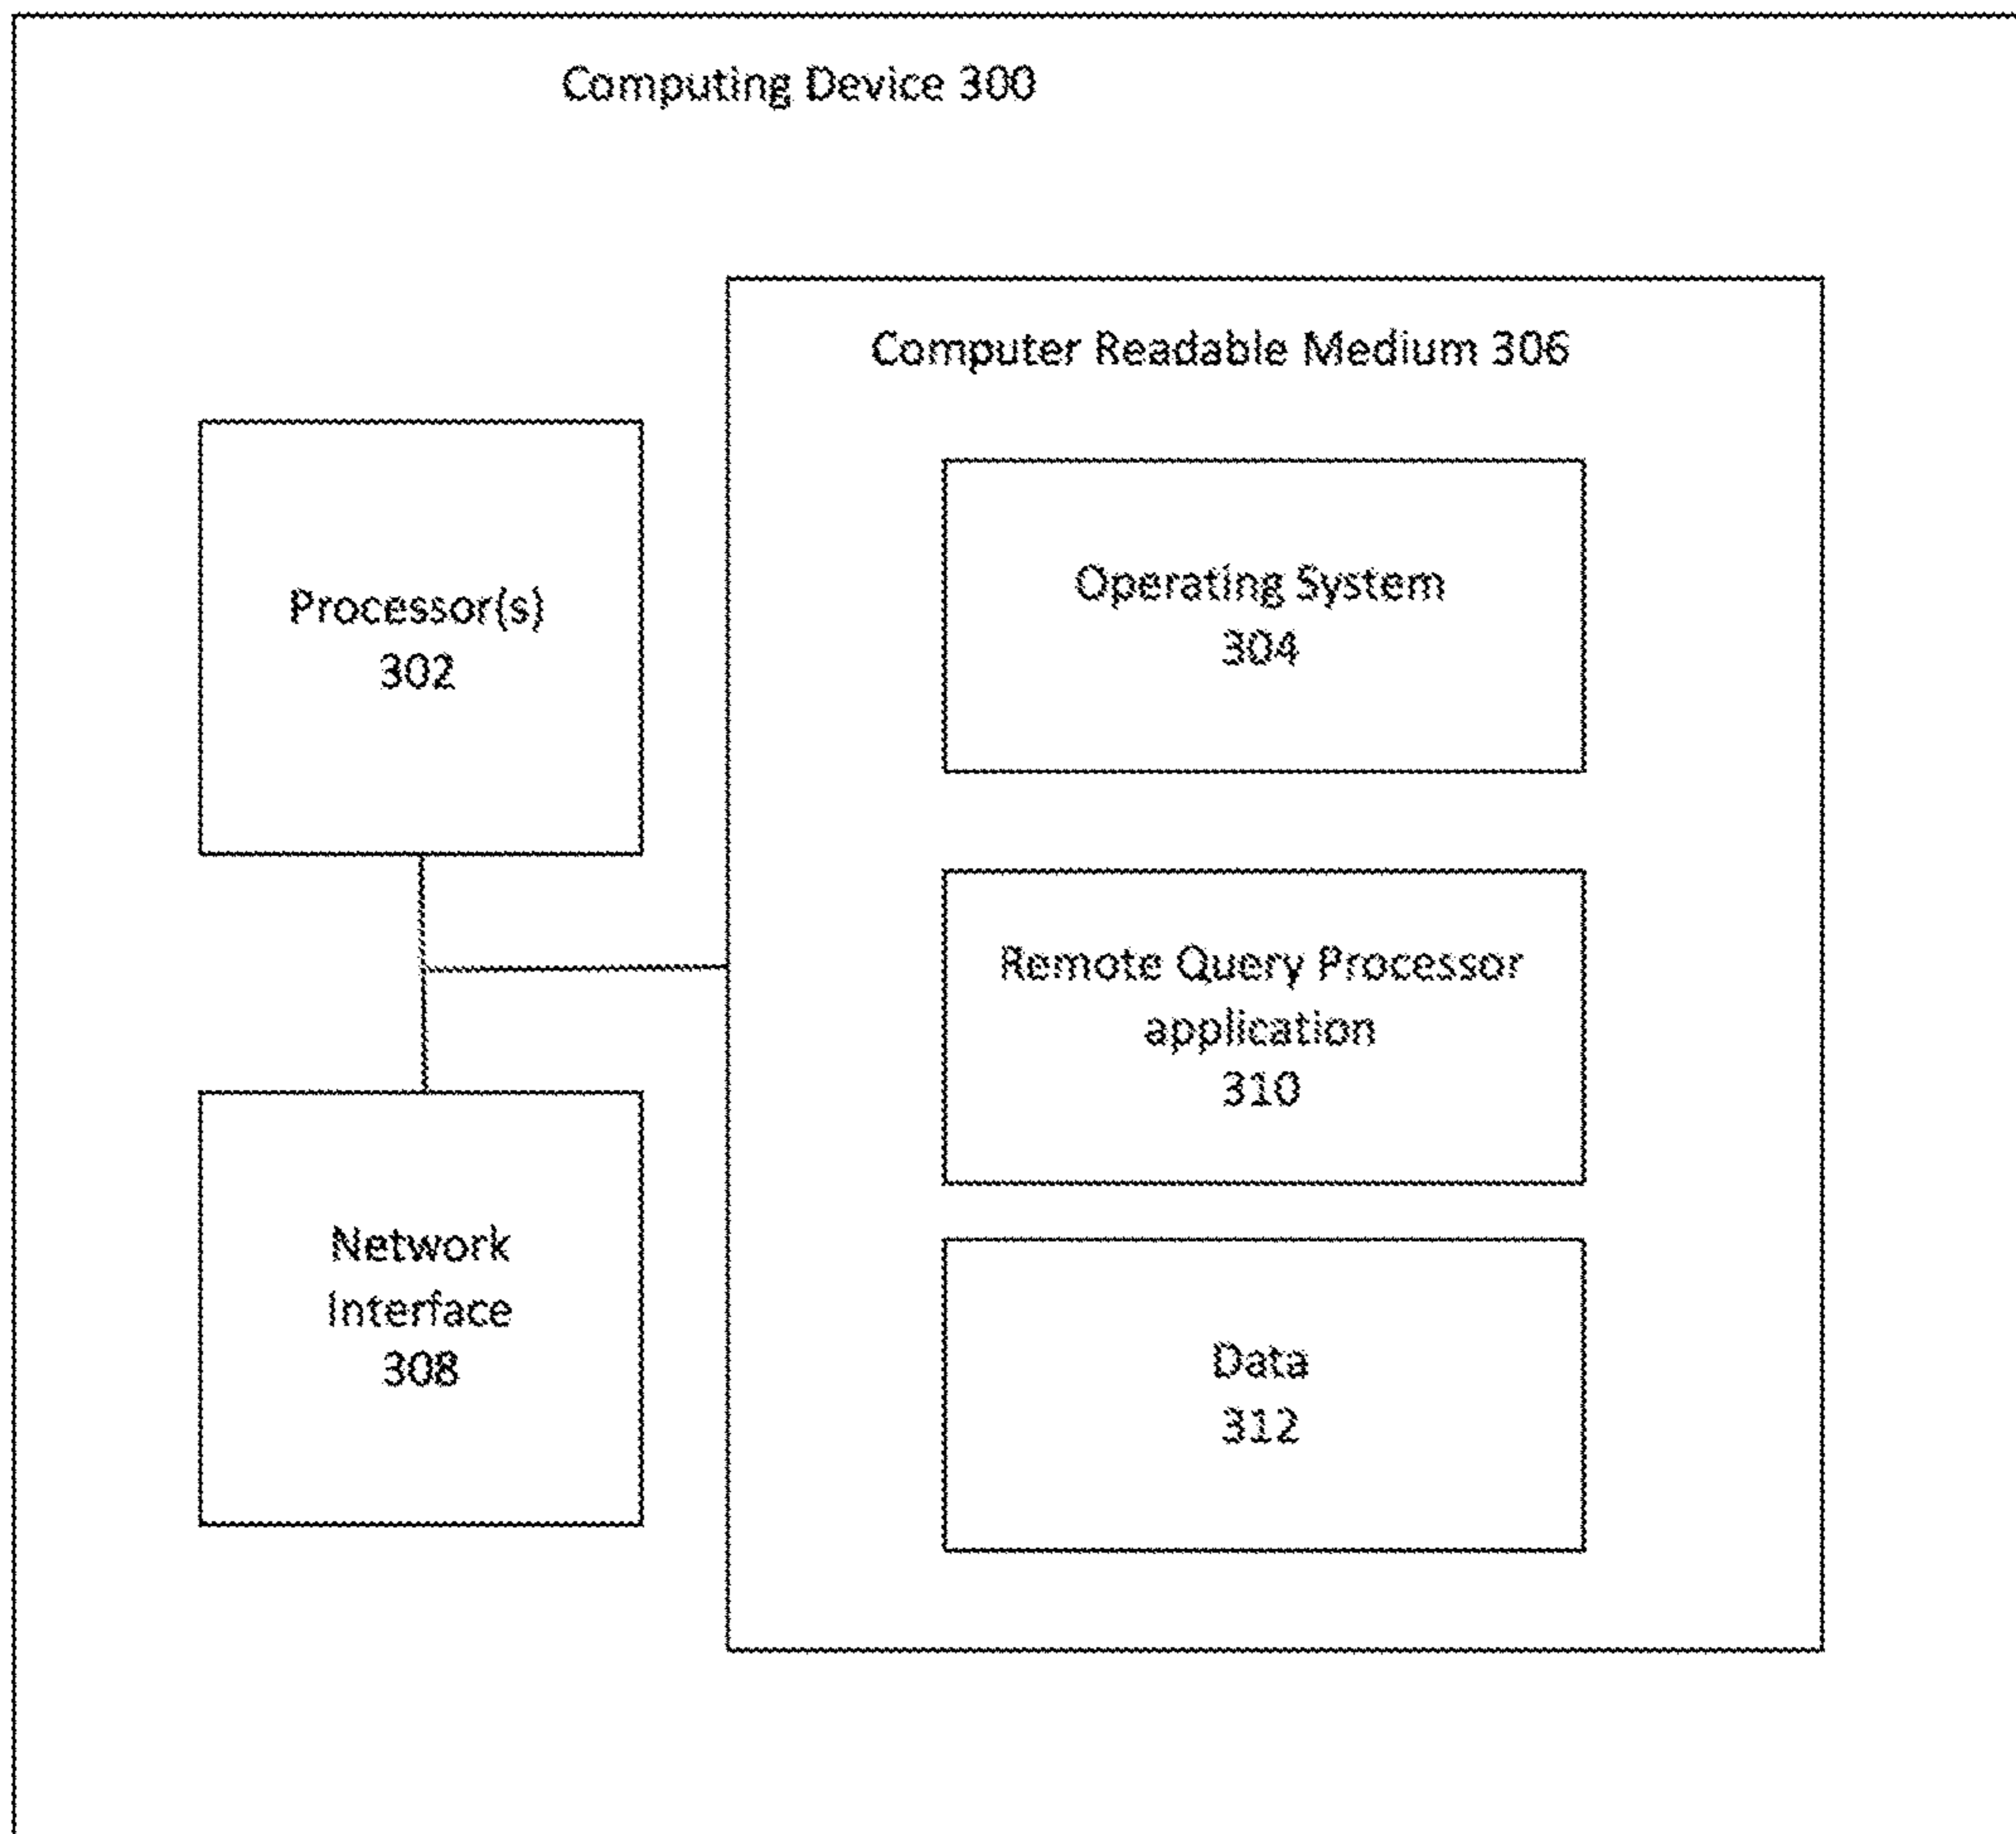 Computing Device 300
Computer Readable Medium 306
Processor(s)
302
Operating System
304
Remote Query Processor
application
310
Network
Interface
308
Data
312